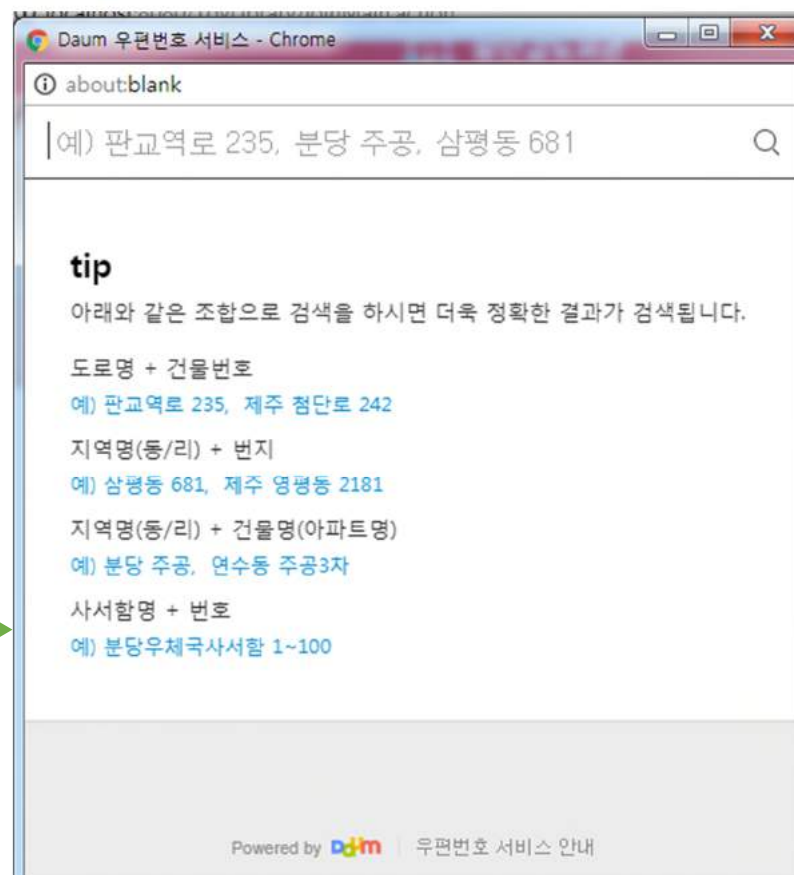 Daum 우편번호 서비스 - Chrome
about:blank
예) 판교역로 235, 분당 주공, 삼평동 681
tip
아래와 같은 조합으로 검색을 하시면 더욱 정확한 결과가 검색됩니다.
도로명 + 건물번호
예) 판교역로 235, 제주 첨단로 242
지역명(동/리) + 번지
예) 삼평동 681, 제주 영평동 2181
지역명(동/리) + 건물명(아파트명)
예) 분당 주공, 연수동 주공3차
사서함명 + 번호
예) 분당우체국사서함 1~100
Powered by Daum 우편번호 서비스 안내